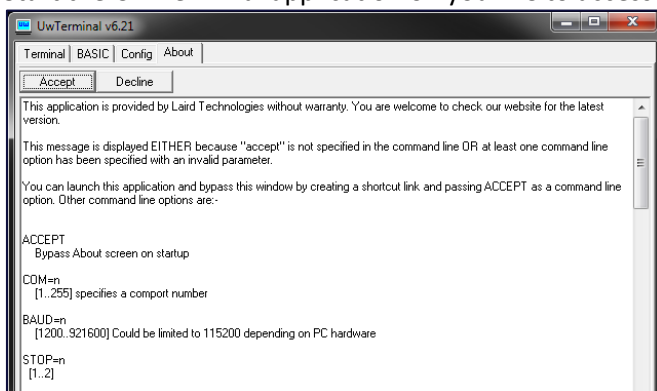 UwTerminal v6.21
Terminal BASIC Config About
Accept Decline
This application is provided by Laird Technologies without warranty. You are welcome to check our website for the latest
version.
This message is displayed EITHER because "accept" is not specified in the command line OR at least one command line
option has been specified with an invalid parameter.
You can launch this application and bypass this window by creating a shortcut link and passing ACCEPT as a command line
option. Other command line options are:-
ACCEPT
Bypass About screen on startup
COM=n
[1..255] specifies a comport number
BAUD=n
[1200..921600] Could be limited to 115200 depending on PC hardware
STOP=n
[1..2]